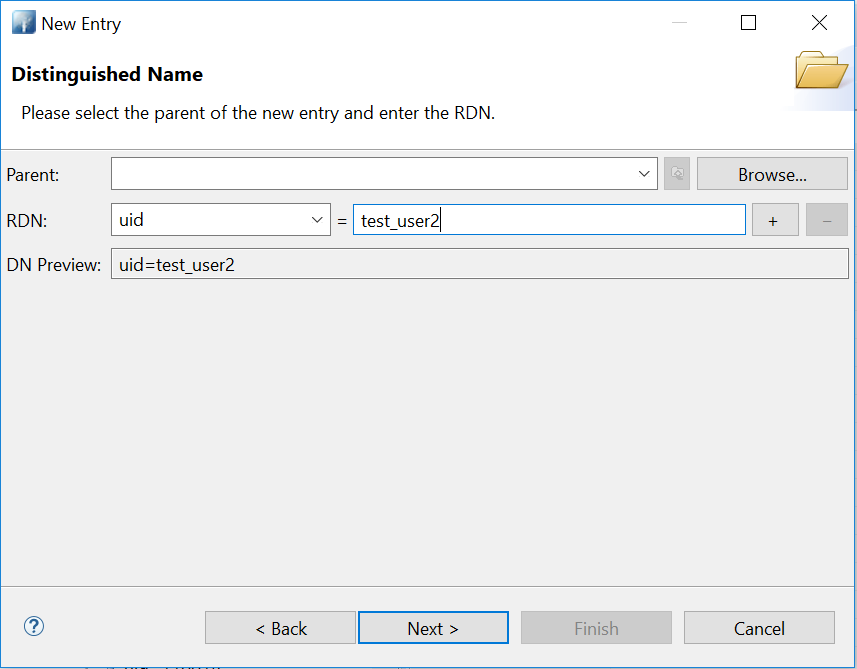 New Entry
Distinguished Name
Please select the parent of the new entry and enter the RDN.
Parent:
Browse...
RDN: uid = test_user2 + -
DN Preview: uid=test_user2
? < Back Next > Finish Cancel